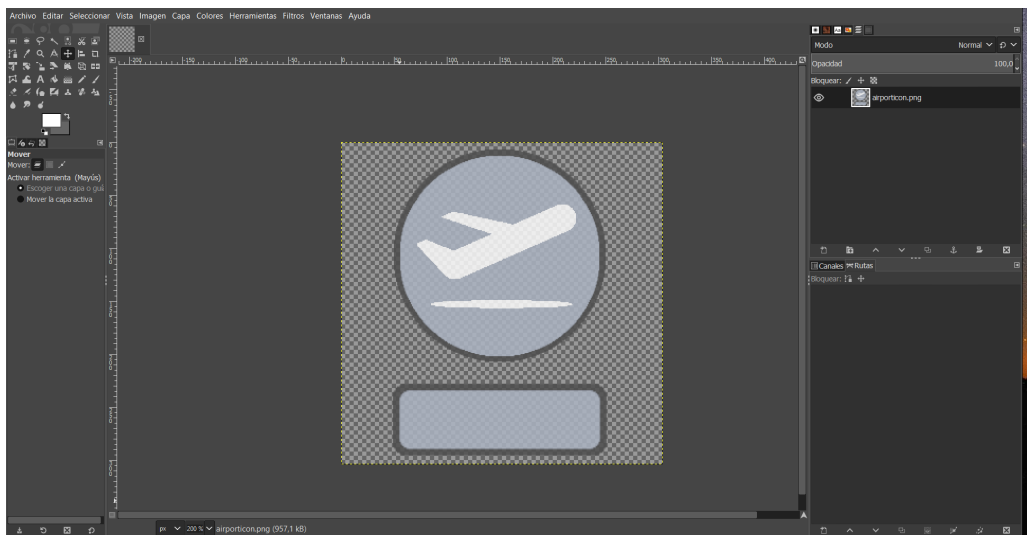 Archivo Editar Seleccionar Vista Imagen Capa Colores Herramientas Filtros Ventanas Ayuda
Modo Normal
Opacidad 100,0
Bloquear:
airporticon.png
Mover
Mover:
Activar herramienta (Mayús)
Escoger una capa o guí
Mover la capa activa
Canales Rutas
Bloquear:
px 200 % airporticon.png (957,1 kB)